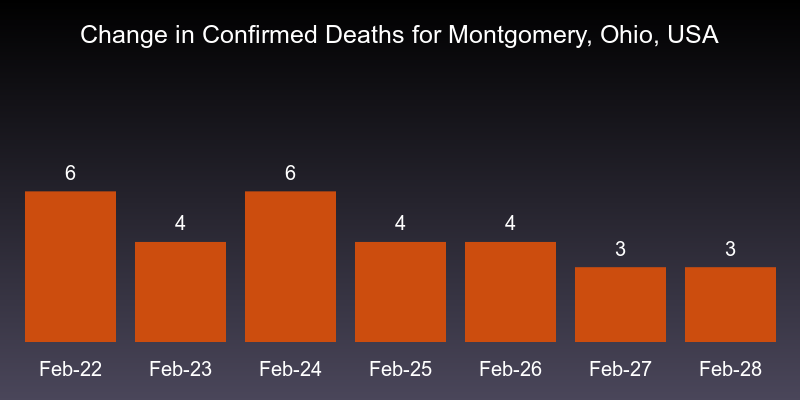 Change in Confirmed Deaths for Montgomery, Ohio, USA
6 4 6 4 4 3 3
Feb-22 Feb-23 Feb-24 Feb-25 Feb-26 Feb-27 Feb-28